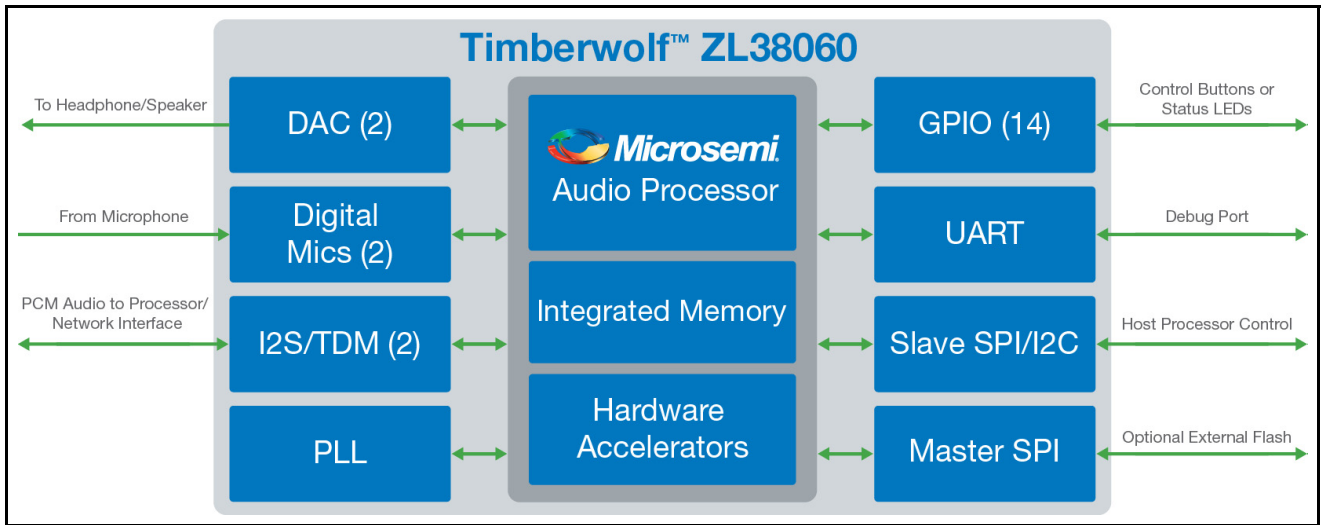 Timberwolf™ ZL38060
To Headphone/Speaker
DAC (2)
From Microphone
Digital
Mics (2)
PCM Audio to Processor/
Network Interface
I2S/TDM (2)
PLL
Microsemi.
Audio Processor
Integrated Memory
Hardware
Accelerators
GPIO (14)
Control Buttons or
Status LEDs
UART
Debug Port
Slave SPI/I2C
Host Processor Control
Master SPI
Optional External Flash